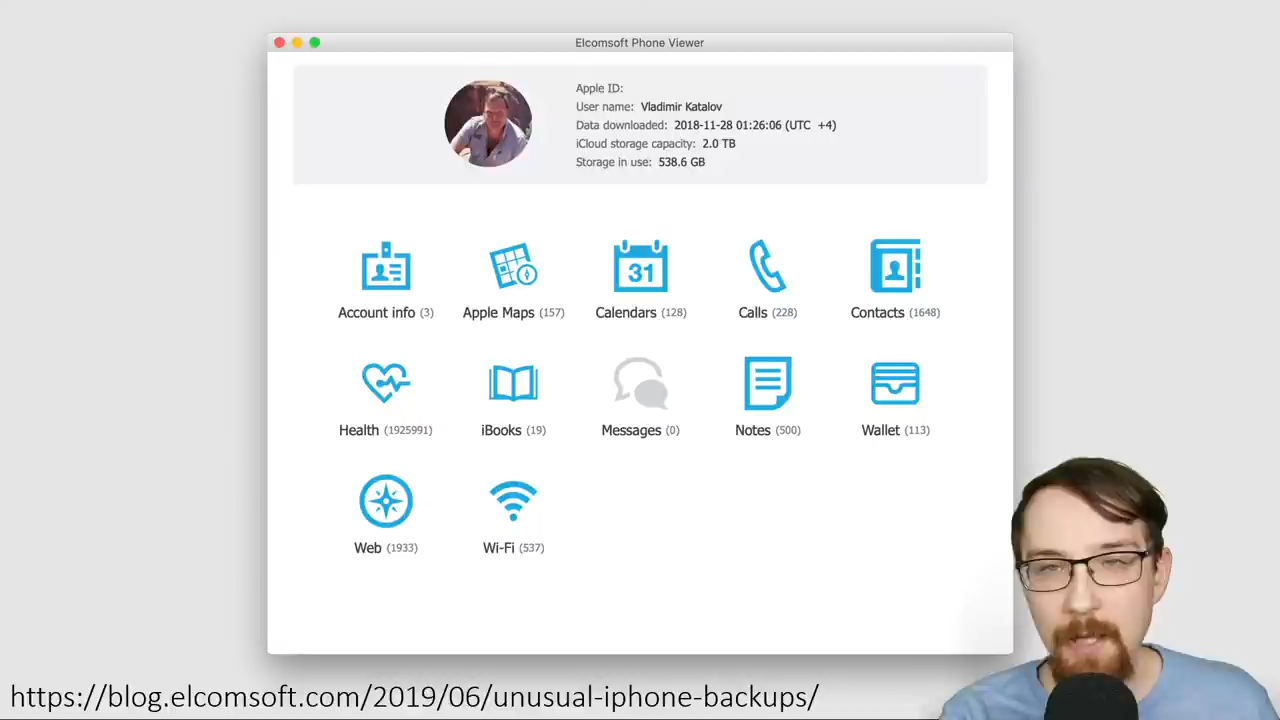 Elcomsoft Phone Viewer
Apple ID:
User name: Vladimir Katalov
Data downloaded: 2018-11-28 01:26:06 (UTC +4)
iCloud storage capacity: 2.0 TB
Storage in use: 538.6 GB
31
Account info (3)
Apple Maps (157)
Calendars (128)
Calls (228)
Contacts (1648)
Health (1925991)
iBooks (19)
Messages (0)
Notes (500)
Wallet (113)
Web (1933)
Wi-Fi (537)
https://blog.elcomsoft.com/2019/06/unusual-iphone-backups/